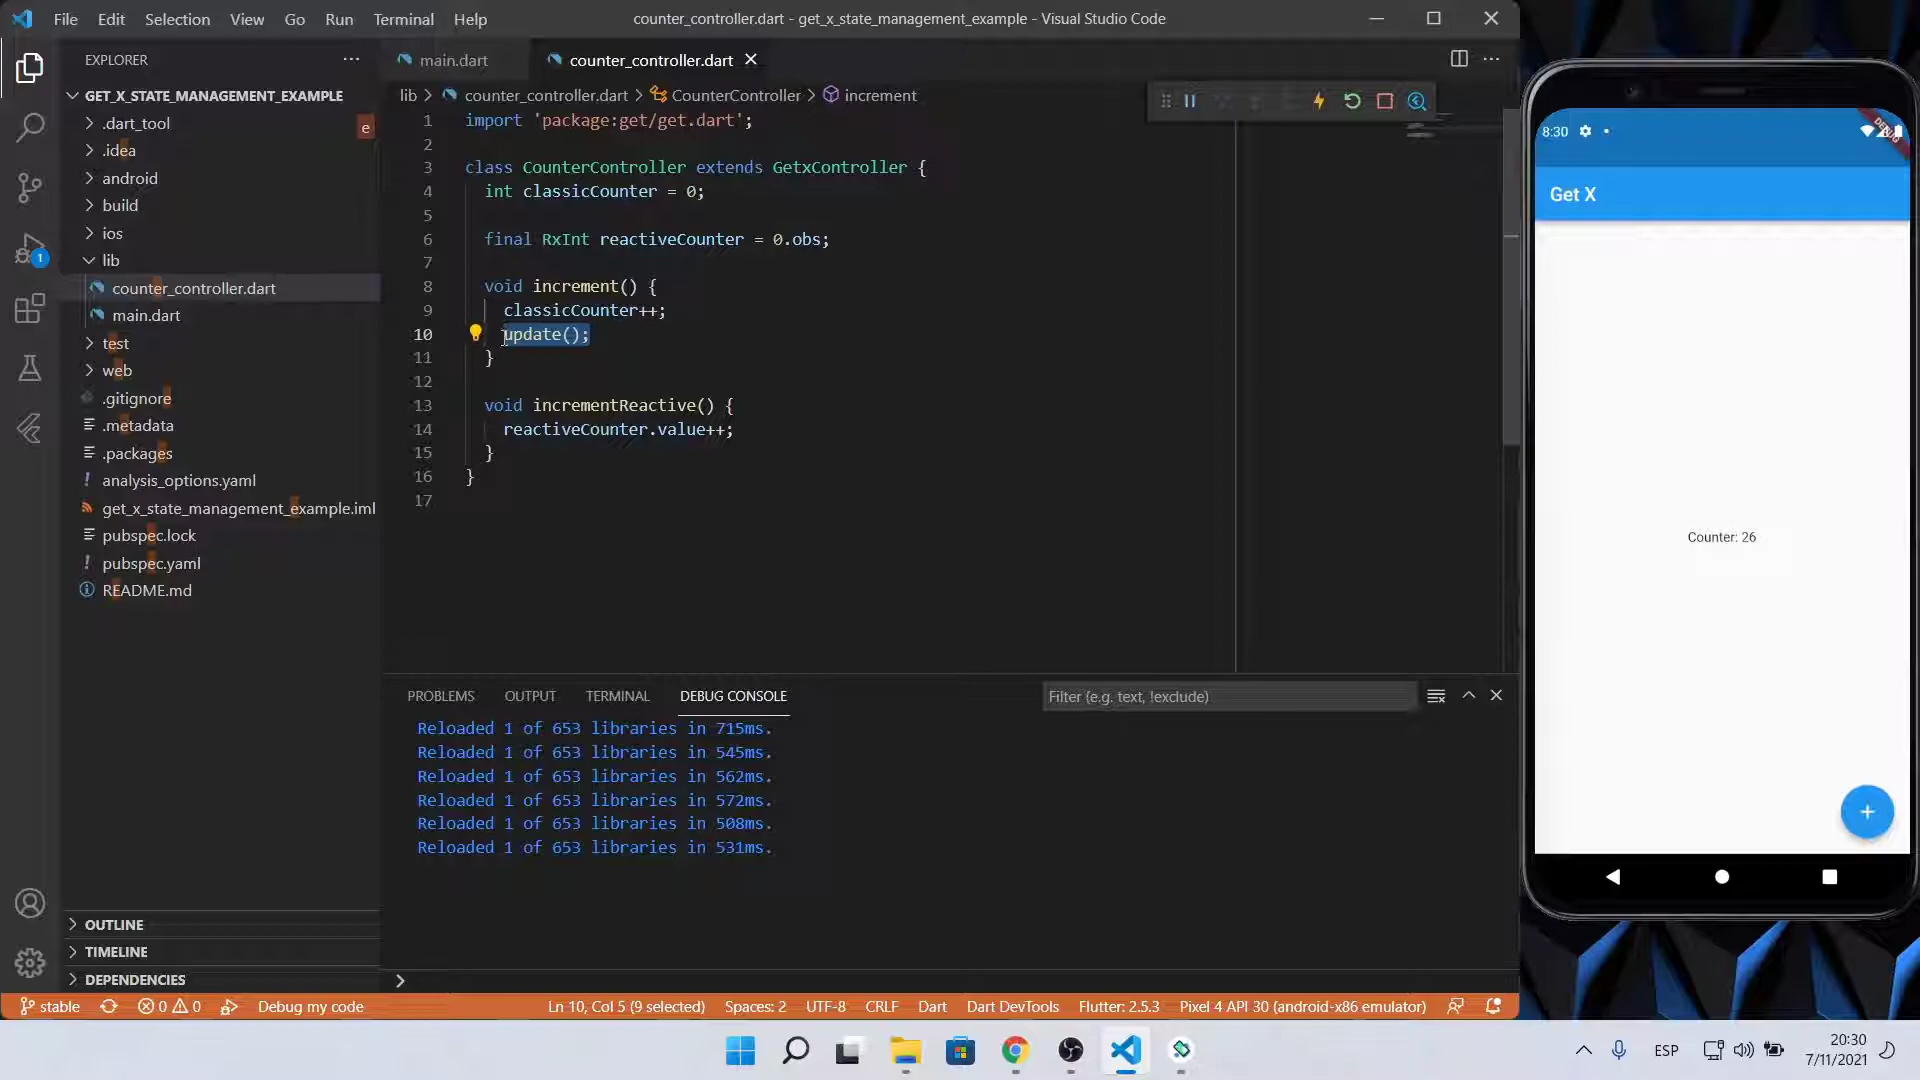 File Edit Selection View Go Run Terminal Help
counter_controller.dart - get_x_state_management_example - Visual Studio Code
EXPLORER
GET_X_STATE_MANAGEMENT_EXAMPLE
.dart_tool
e
.idea
android
build
ios
lib
counter_controller.dart
main.dart
test
web
.gitignore
.metadata
.packages
analysis_options.yaml
get_x_state_management_example.iml
pubspec.lock
pubspec.yaml
README.md
OUTLINE
TIMELINE
DEPENDENCIES
1
main.dart
counter_controller.dart
lib > counter_controller.dart > CounterController > increment
1 import 'package:get/get.dart';
2
3 class CounterController extends GetxController {
4 int classicCounter = 0;
5
6 final RxInt reactiveCounter = 0.obs;
7
8 void increment() {
9 classicCounter++;
10 update();
11 }
12
13 void incrementReactive() {
14 reactiveCounter.value++;
15 }
16 }
17
PROBLEMS OUTPUT TERMINAL DEBUG CONSOLE
Filter (e.g. text, !exclude)
Reloaded 1 of 653 libraries in 715ms.
Reloaded 1 of 653 libraries in 545ms.
Reloaded 1 of 653 libraries in 562ms.
Reloaded 1 of 653 libraries in 572ms.
Reloaded 1 of 653 libraries in 508ms.
Reloaded 1 of 653 libraries in 531ms.
stable 0 0 Debug my code Ln 10, Col 5 (9 selected) Spaces: 2 UTF-8 CRLF Dart Dart DevTools Flutter: 2.5.3 Pixel 4 API 30 (android-x86 emulator)
8:30
DEBUG
Get X
Counter: 26
+
ESP
20:30
7/11/2021